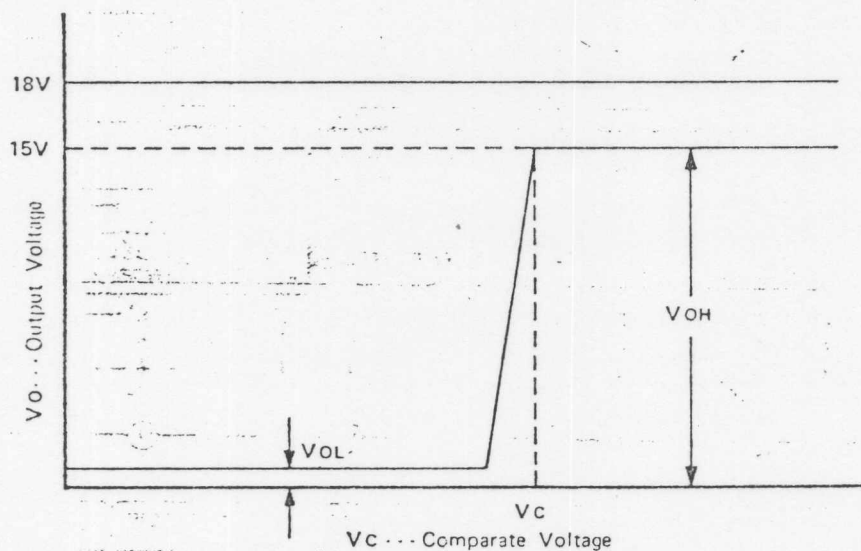 18V
15V
Vo ··· Output Voltage
VOL
VOH
Vc
Vc ··· Comparate Voltage